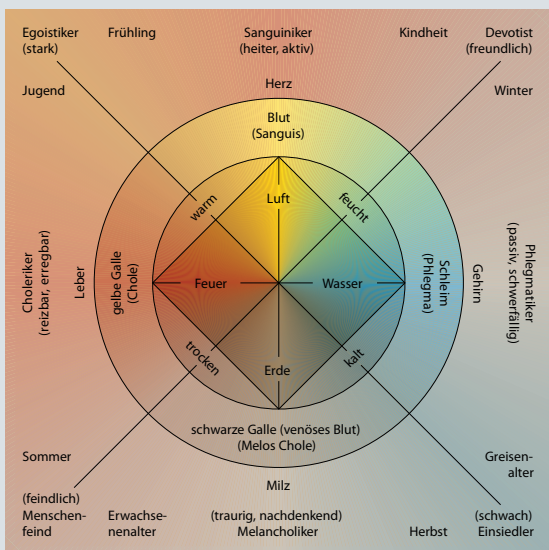 Egoistiker
(stark)
Frühling
Sanguiniker
(heiter, aktiv)
Kindheit
Devotist
(freundlich)
Jugend
Herz
Winter
Blut
(Sanguis)
warm
Luft
feucht
Choleriker
(reizbar, erregbar)
Leber
gelbe Galle
(Chole)
Feuer
Wasser
Schleim
(Phlegma)
Gehirn
Phlegmatiker
(passiv, schwerfällig)
trocken
Erde
kalt
schwarze Galle (venöses Blut)
(Melos Chole)
Sommer
Milz
Greisen-
alter
(feindlich)
Menschen-
feind
Erwachse-
nenalter
(traurig, nachdenkend)
Melancholiker
Herbst
(schwach)
Einsiedler